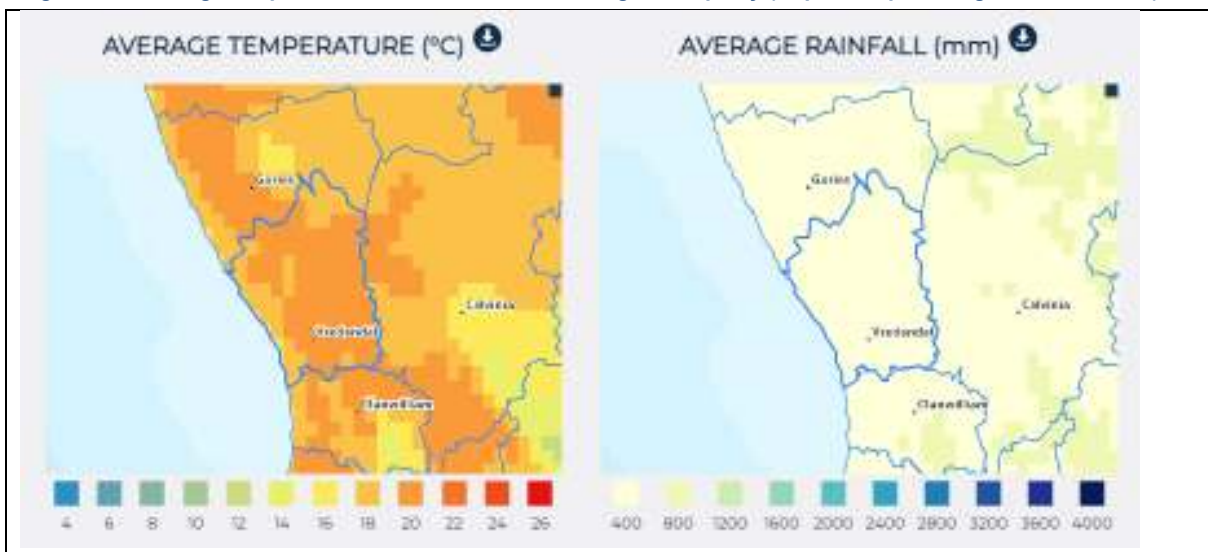 AVERAGE TEMPERATURE (°C)
AVERAGE RAINFALL (mm)
Garies
Calvinia
Vredendal
Clanwilliam
Garies
Calvinia
Vredendal
Clanwilliam
4 6 8 10 12 14 16 18 20 22 24 26
400 800 1200 1600 2000 2400 2800 3200 3600 4000